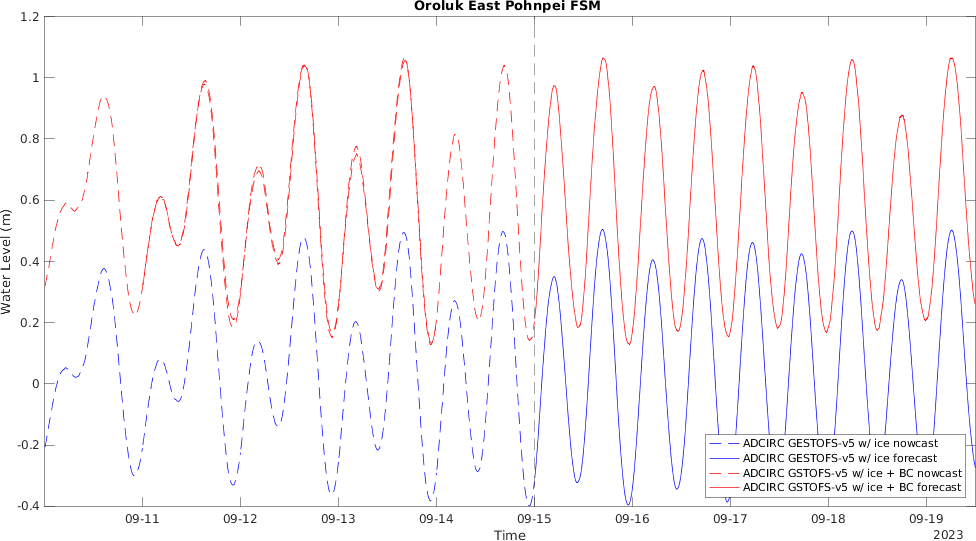 Oroluk East Pohnpei FSM
Water Level (m)
1.2
1
0.8
0.6
0.4
0.2
0
-0.2
-0.4
ADCIRC GESTOFS-v5 w/ ice nowcast
ADCIRC GESTOFS-v5 w/ ice forecast
ADCIRC GSTOFS-v5 w/ ice + BC nowcast
ADCIRC GSTOFS-v5 w/ ice + BC forecast
09-11 09-12 09-13 09-14 09-15 09-16 09-17 09-18 09-19
Time
2023